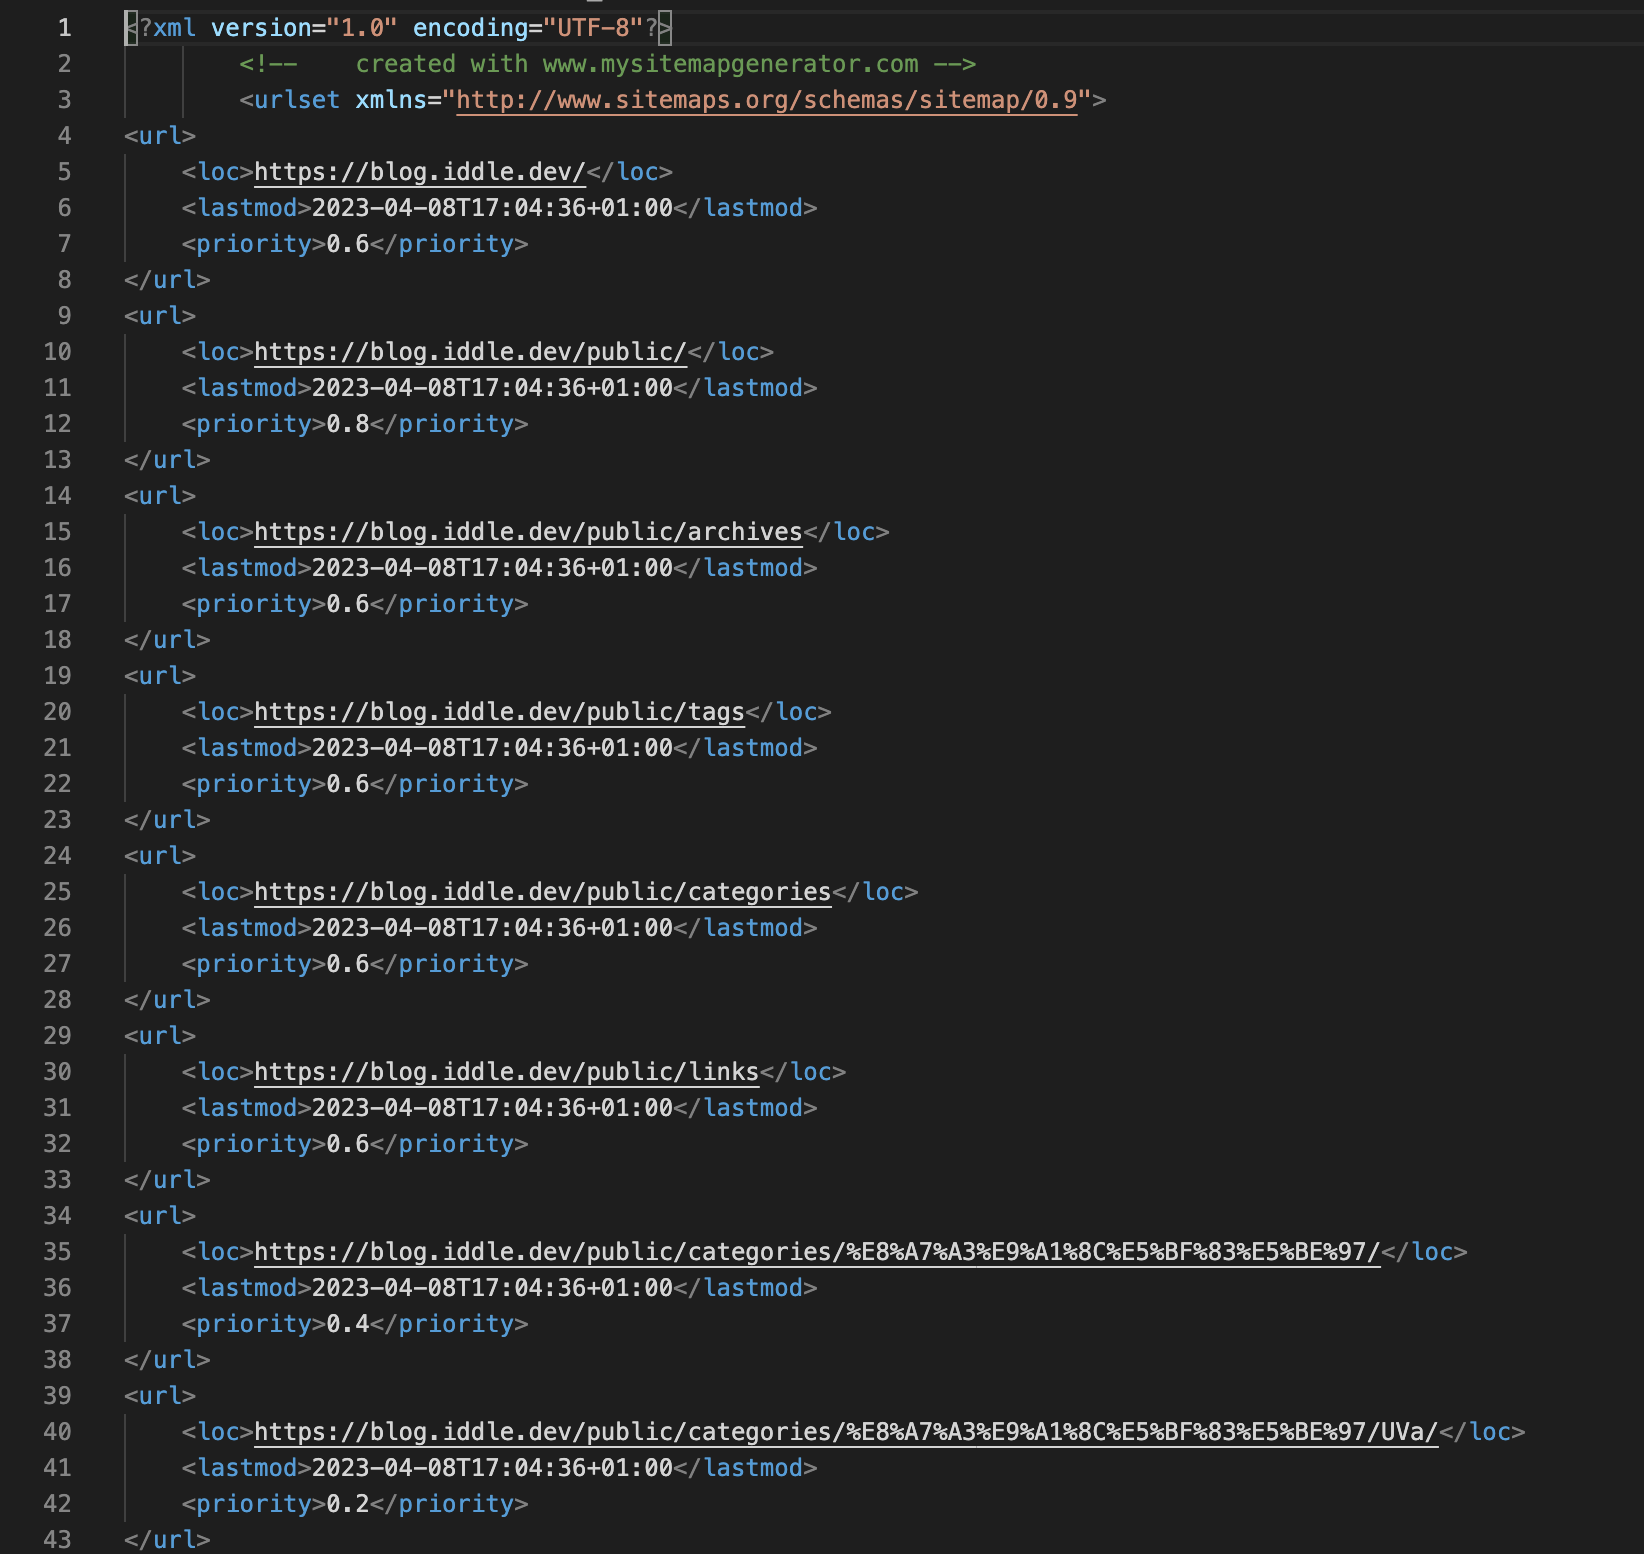 1 <?xml version="1.0" encoding="UTF-8"?>
2 <!-- created with www.mysitemapgenerator.com -->
3 <urlset xmlns="http://www.sitemaps.org/schemas/sitemap/0.9">
4 <url>
5 <loc>https://blog.iddle.dev/</loc>
6 <lastmod>2023-04-08T17:04:36+01:00</lastmod>
7 <priority>0.6</priority>
8 </url>
9 <url>
10 <loc>https://blog.iddle.dev/public/</loc>
11 <lastmod>2023-04-08T17:04:36+01:00</lastmod>
12 <priority>0.8</priority>
13 </url>
14 <url>
15 <loc>https://blog.iddle.dev/public/archives</loc>
16 <lastmod>2023-04-08T17:04:36+01:00</lastmod>
17 <priority>0.6</priority>
18 </url>
19 <url>
20 <loc>https://blog.iddle.dev/public/tags</loc>
21 <lastmod>2023-04-08T17:04:36+01:00</lastmod>
22 <priority>0.6</priority>
23 </url>
24 <url>
25 <loc>https://blog.iddle.dev/public/categories</loc>
26 <lastmod>2023-04-08T17:04:36+01:00</lastmod>
27 <priority>0.6</priority>
28 </url>
29 <url>
30 <loc>https://blog.iddle.dev/public/links</loc>
31 <lastmod>2023-04-08T17:04:36+01:00</lastmod>
32 <priority>0.6</priority>
33 </url>
34 <url>
35 <loc>https://blog.iddle.dev/public/categories/%E8%A7%A3%E9%A1%8C%E5%BF%83%E5%BE%97/</loc>
36 <lastmod>2023-04-08T17:04:36+01:00</lastmod>
37 <priority>0.4</priority>
38 </url>
39 <url>
40 <loc>https://blog.iddle.dev/public/categories/%E8%A7%A3%E9%A1%8C%E5%BF%83%E5%BE%97/UVa/</loc>
41 <lastmod>2023-04-08T17:04:36+01:00</lastmod>
42 <priority>0.2</priority>
43 </url>